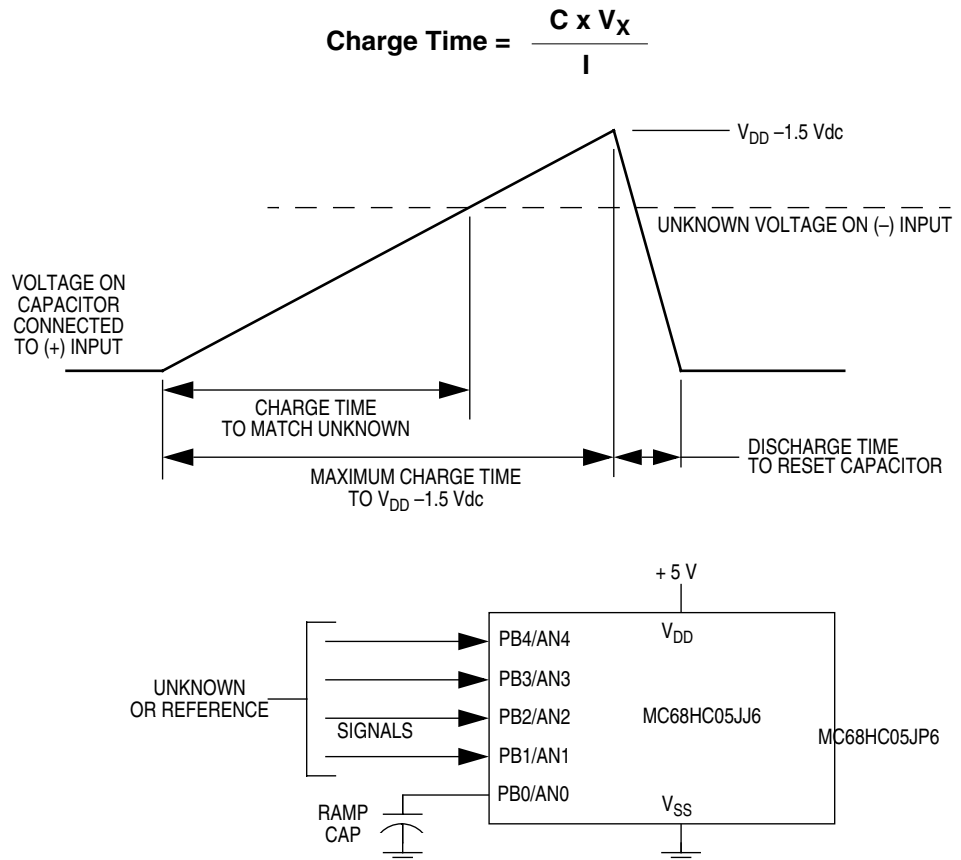 Charge Time = C x VX
I
VDD –1.5 Vdc
UNKNOWN VOLTAGE ON (–) INPUT
VOLTAGE ON
CAPACITOR
CONNECTED
TO (+) INPUT
CHARGE TIME
TO MATCH UNKNOWN
MAXIMUM CHARGE TIME
TO VDD –1.5 Vdc
DISCHARGE TIME
TO RESET CAPACITOR
+ 5 V
VDD
PB4/AN4
PB3/AN3
UNKNOWN
OR REFERENCE
SIGNALS
PB2/AN2
MC68HC05JJ6
MC68HC05JP6
PB1/AN1
PB0/AN0
RAMP
CAP
VSS